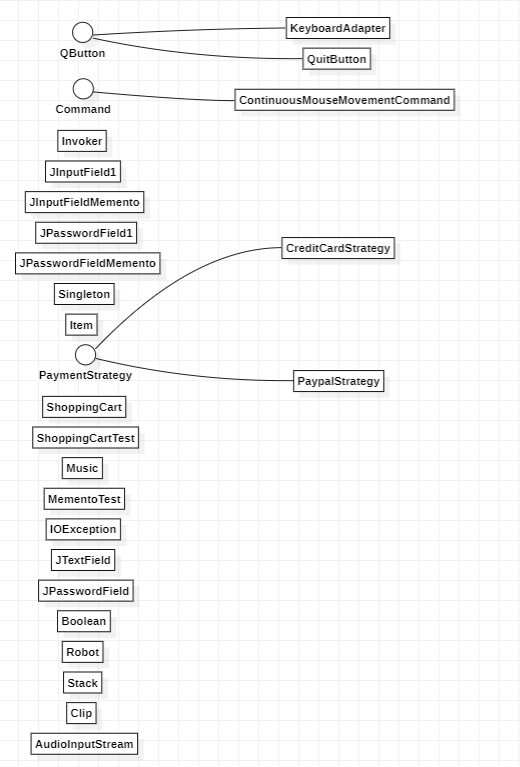 KeyboardAdapter
QButton
QuitButton
Command
ContinuousMouseMovementCommand
Invoker
JInputField1
JInputFieldMemento
JPasswordField1
JPasswordFieldMemento
CreditCardStrategy
Singleton
Item
PaymentStrategy
PaypalStrategy
ShoppingCart
ShoppingCartTest
Music
MementoTest
IOException
JTextField
JPasswordField
Boolean
Robot
Stack
Clip
AudioInputStream